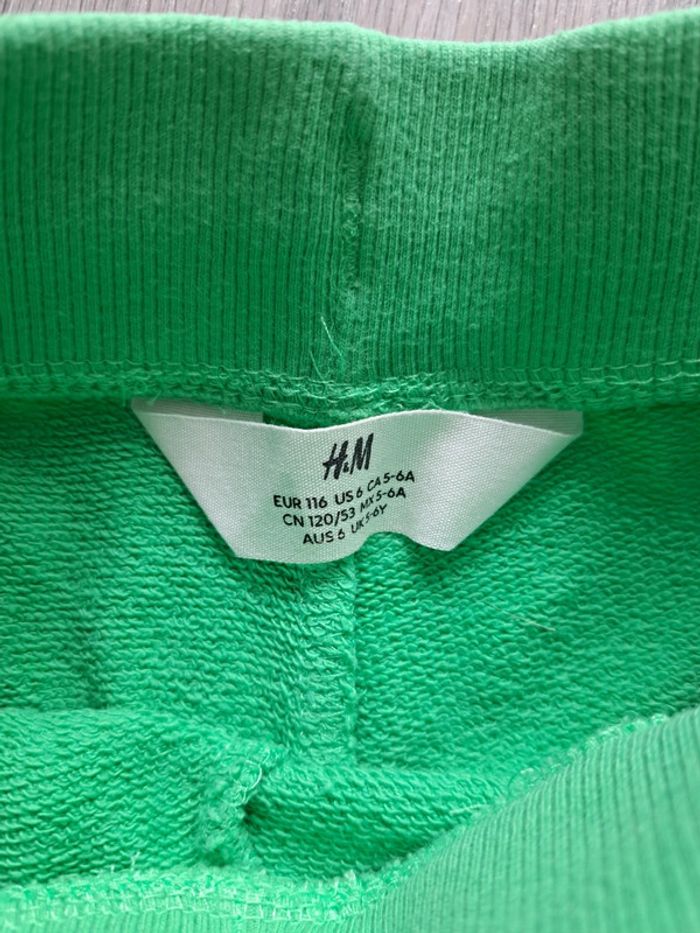 H&M
EUR 116 US 6 CA 5-6A
CN 120/53 MX 5-6A
AUS 6 UK 5-6Y